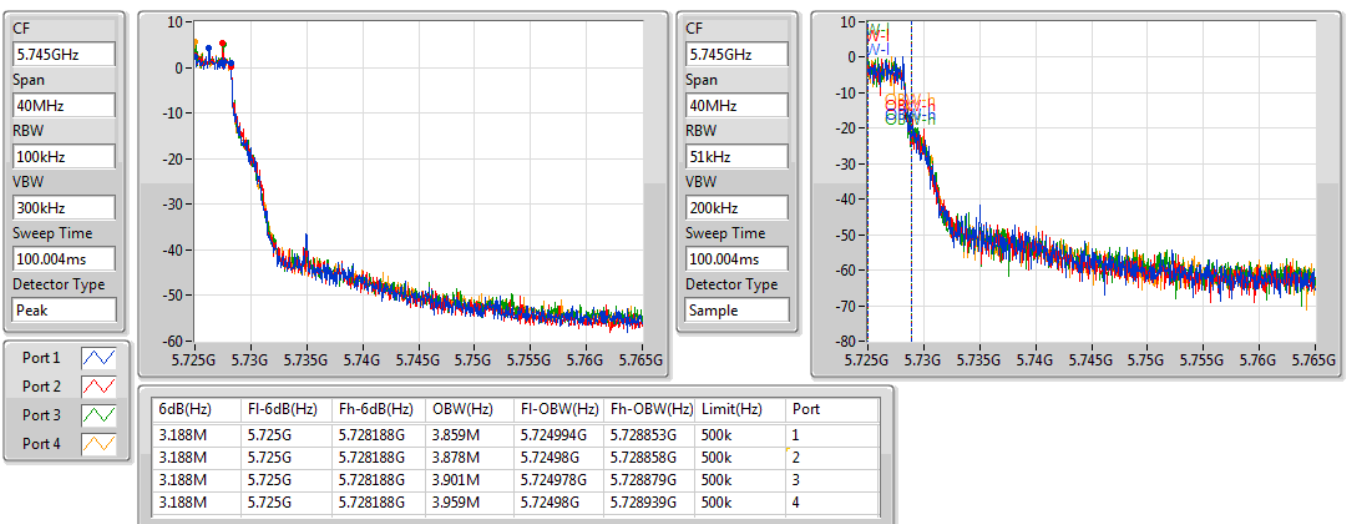 CF
5.745GHz
Span
40MHz
RBW
100kHz
VBW
300kHz
Sweep Time
100.004ms
Detector Type
Peak
10
0
-10
-20
-30
-40
-50
-60
5.725G 5.73G 5.735G 5.74G 5.745G 5.75G 5.755G 5.76G 5.765G
CF
5.745GHz
Span
40MHz
RBW
51kHz
VBW
200kHz
Sweep Time
100.004ms
Detector Type
Sample
10
0
-10
-20
-30
-40
-50
-60
-70
-80
W-l
W-l
OBW-h
OBW-h
OBW-h
OBW-h
5.725G 5.73G 5.735G 5.74G 5.745G 5.75G 5.755G 5.76G 5.765G
Port 1
Port 2
Port 3
Port 4
6dB(Hz) Fl-6dB(Hz) Fh-6dB(Hz) OBW(Hz) Fl-OBW(Hz) Fh-OBW(Hz) Limit(Hz) Port
3.188M 5.725G 5.728188G 3.859M 5.724994G 5.728853G 500k 1
3.188M 5.725G 5.728188G 3.878M 5.72498G 5.728858G 500k 2
3.188M 5.725G 5.728188G 3.901M 5.724978G 5.728879G 500k 3
3.188M 5.725G 5.728188G 3.959M 5.72498G 5.728939G 500k 4